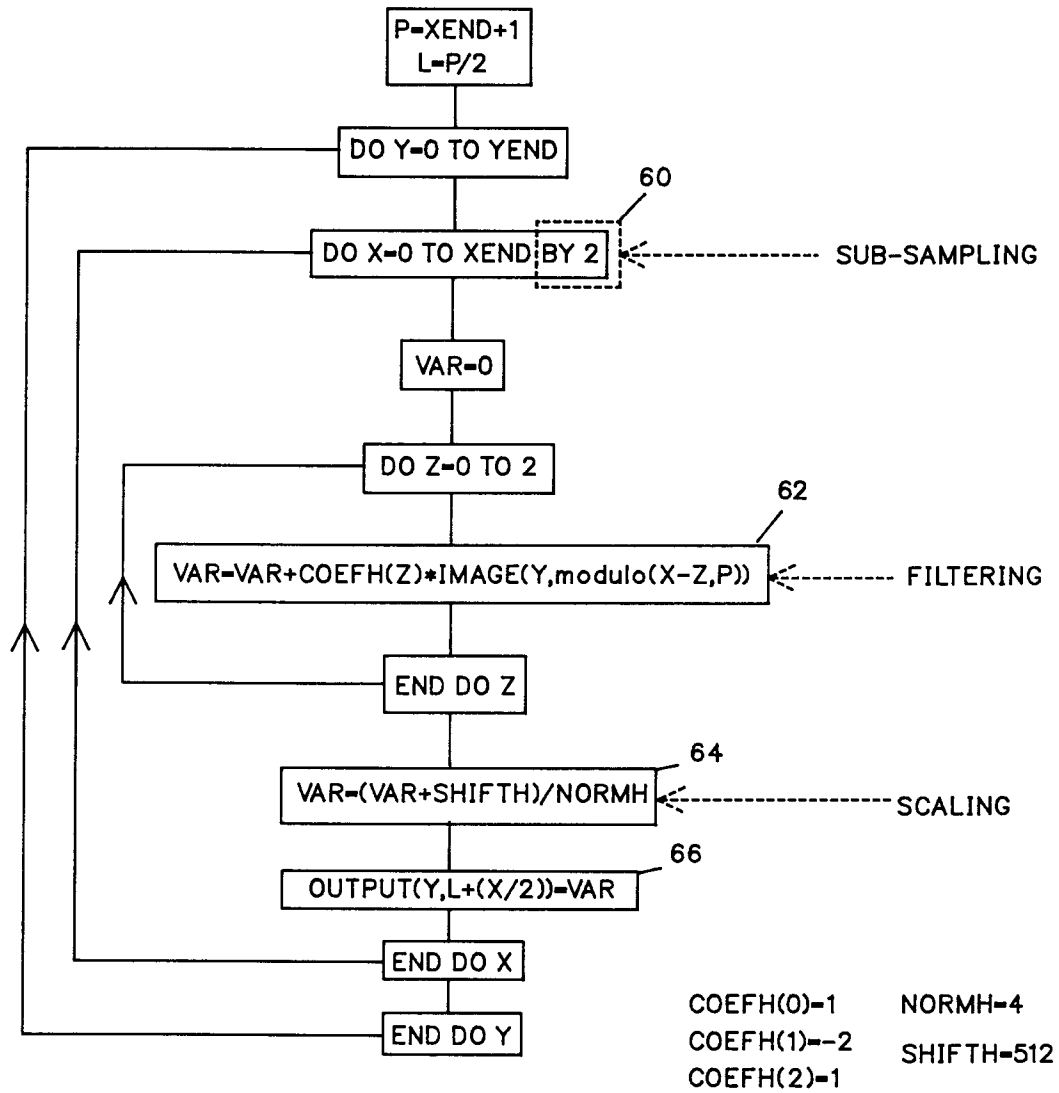 P=XEND+1
L=P/2
DO Y=0 TO YEND
60
DO X=0 TO XEND BY 2
SUB-SAMPLING
VAR=0
DO Z=0 TO 2
62
VAR=VAR+COEFH(Z)*IMAGE(Y,modulo(X-Z,P))
FILTERING
END DO Z
64
VAR=(VAR+SHIFTH)/NORMH
SCALING
66
OUTPUT(Y,L+(X/2))=VAR
END DO X
END DO Y
COEFH(0)=1 NORMH=4
COEFH(1)=-2 SHIFTH=512
COEFH(2)=1